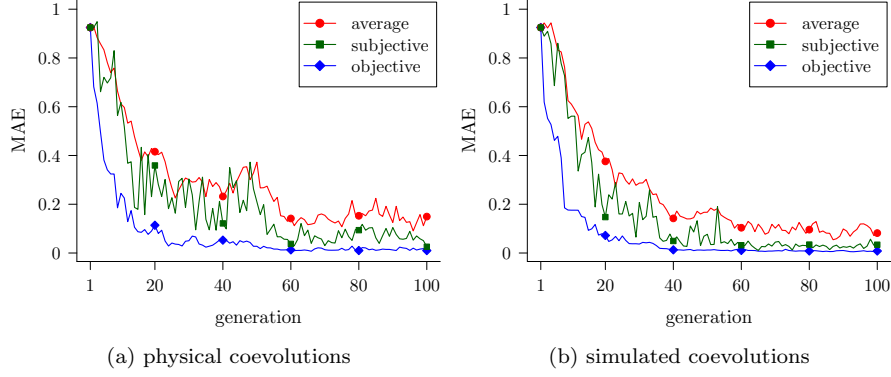 1
0.8
0.6
0.4
0.2
0
MAE
average
subjective
objective
1 20 40 60 80 100
generation
(a) physical coevolutions
1
0.8
0.6
0.4
0.2
0
MAE
average
subjective
objective
1 20 40 60 80 100
generation
(b) simulated coevolutions